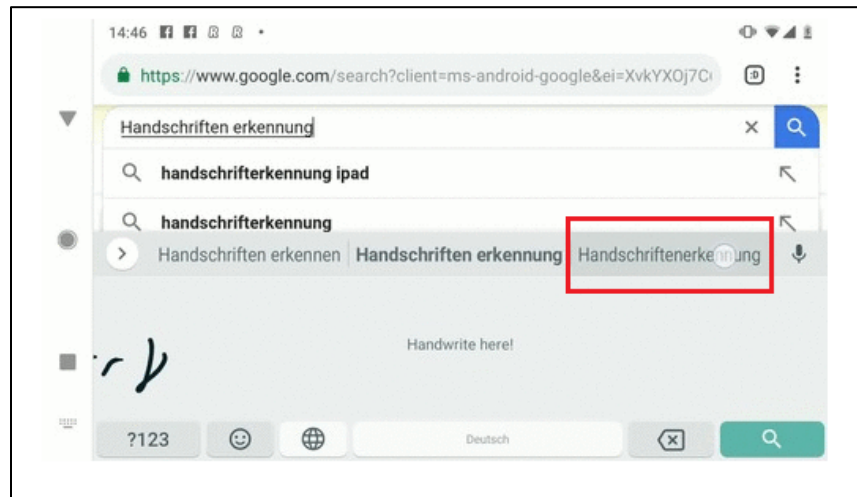 14:46
https://www.google.com/search?client=ms-android-google&ei=XvkYXOj7C
:D
Handschriften erkennung
handschrifterkennung ipad
handschrifterkennung
Handschriften erkennen Handschriften erkennung Handschriftenerkennung
Handwrite here!
?123 Deutsch